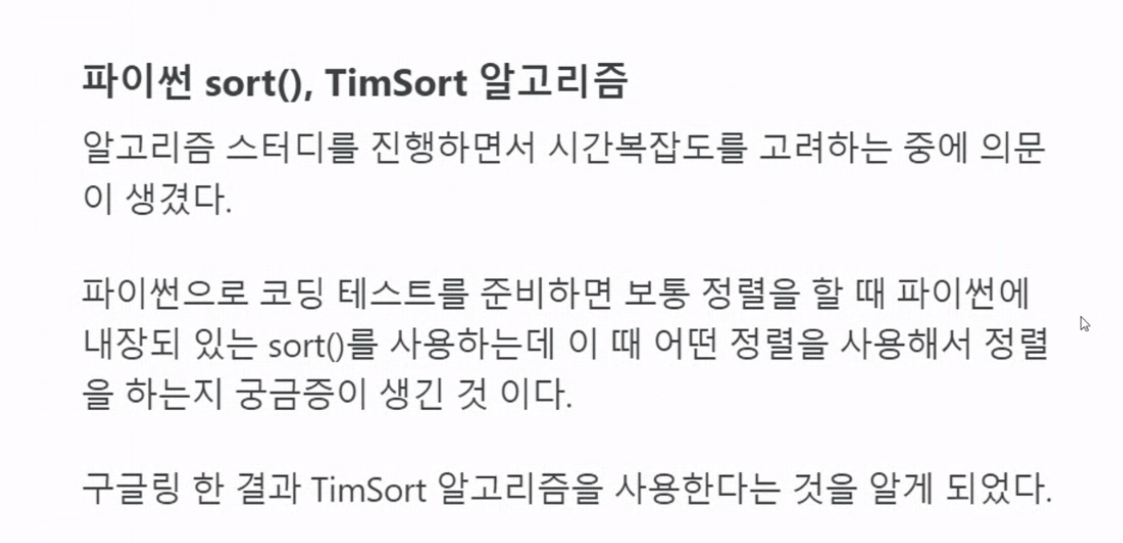 파이썬 sort(), TimSort 알고리즘
알고리즘 스터디를 진행하면서 시간복잡도를 고려하는 중에 의문
이 생겼다.
파이썬으로 코딩 테스트를 준비하면 보통 정렬을 할 때 파이썬에
내장되 있는 sort()를 사용하는데 이 때 어떤 정렬을 사용해서 정렬
을 하는지 궁금증이 생긴 것 이다.
구글링 한 결과 TimSort 알고리즘을 사용한다는 것을 알게 되었다.